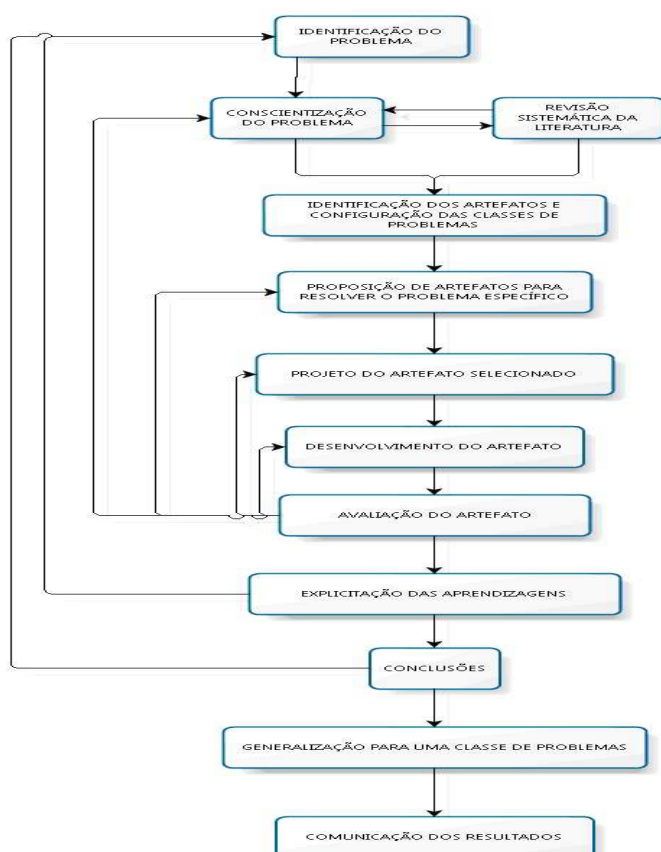 IDENTIFICAÇÃO DO
PROBLEMA
CONSCIENTIZAÇÃO
DO PROBLEMA
REVISÃO
SISTEMÁTICA DA
LITERATURA
IDENTIFICAÇÃO DOS ARTEFATOS E
CONFIGURAÇÃO DAS CLASSES DE
PROBLEMAS
PROPOSIÇÃO DE ARTEFATOS PARA
RESOLVER O PROBLEMA ESPECÍFICO
PROJETO DO ARTEFATO SELECIONADO
DESENVOLVIMENTO DO ARTEFATO
AVALIAÇÃO DO ARTEFATO
EXPLICITAÇÃO DAS APRENDIZAGENS
CONCLUSÕES
GENERALIZAÇÃO PARA UMA CLASSE DE PROBLEMAS
COMUNICAÇÃO DOS RESULTADOS